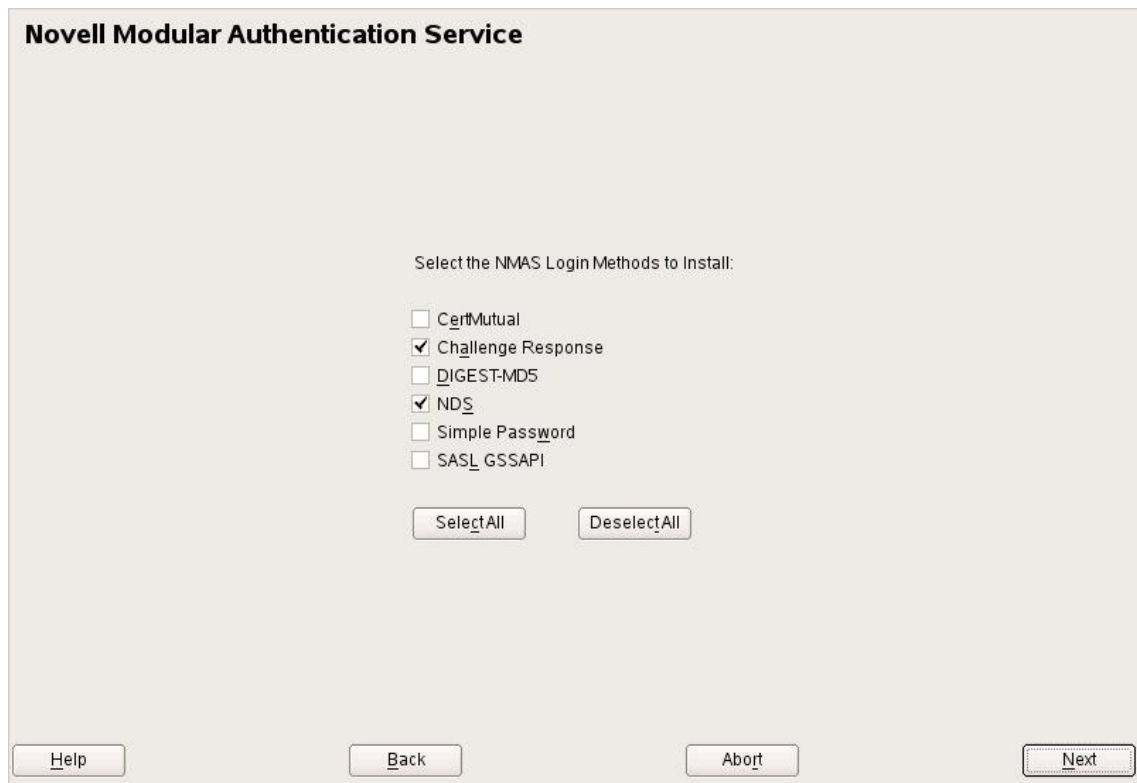 Novell Modular Authentication Service
Select the NMAS Login Methods to Install:
CertMutual
Challenge Response
DIGEST-MD5
NDS
Simple Password
SASL GSSAPI
Select All
Deselect All
Help
Back
Abort
Next